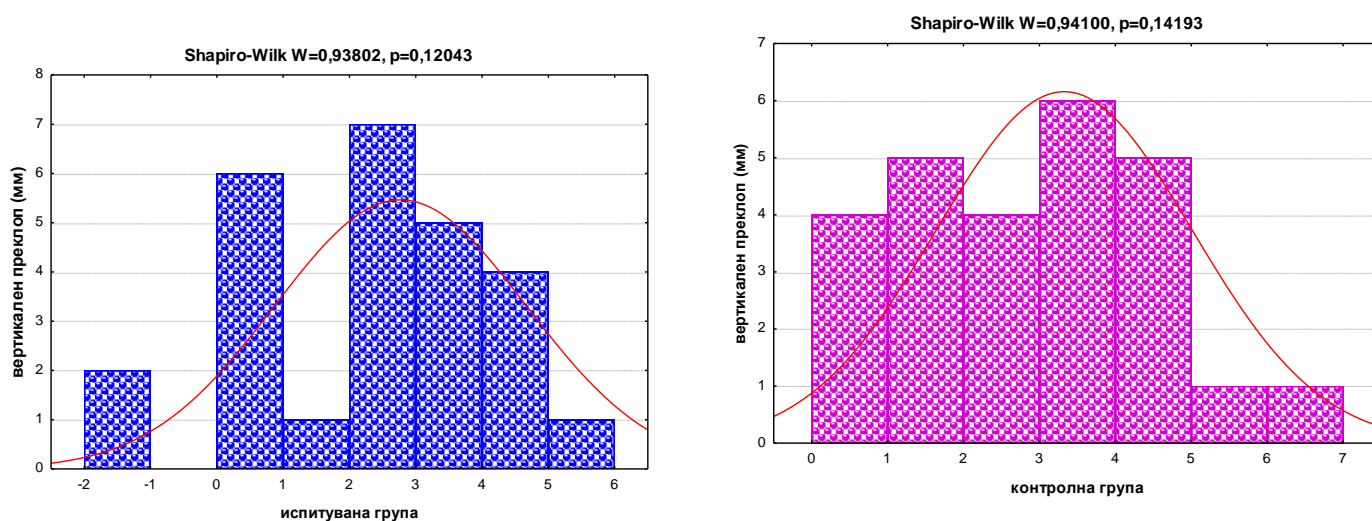 Shapiro-Wilk W=0,93802, p=0,12043
8
7
6
5
4
3
2
1
0
вертикален преклоп (мм)
-2 -1 0 1 2 3 4 5 6
испитувана група
Shapiro-Wilk W=0,94100, p=0,14193
7
6
5
4
3
2
1
0
вертикален преклоп (мм)
0 1 2 3 4 5 6 7
контролна група